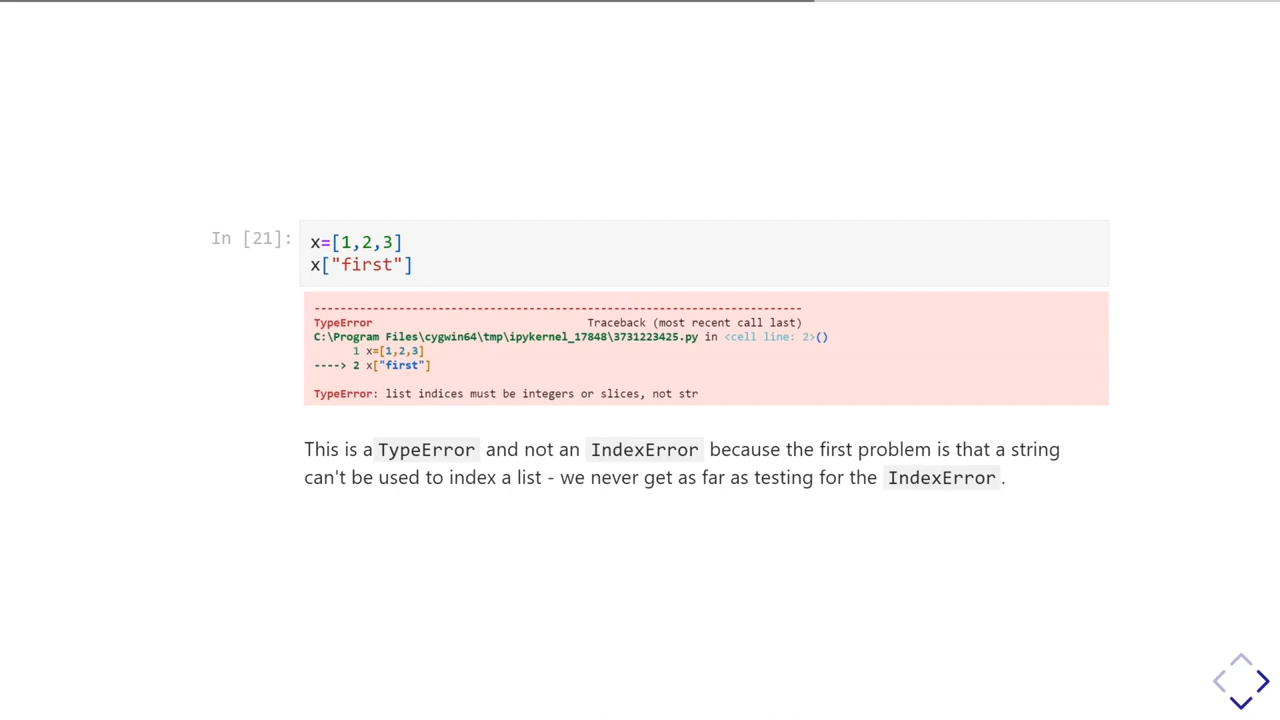 In [21]:
x=[1,2,3]
x["first"]
---------------------------------------------------------------------------
TypeError                                 Traceback (most recent call last)
C:\Program Files\cygwin64\tmp\ipykernel_17848\3731223425.py in <cell line: 2>()
      1 x=[1,2,3]
----> 2 x["first"]
TypeError: list indices must be integers or slices, not str
This is a TypeError and not an IndexError because the first problem is that a string
can't be used to index a list - we never get as far as testing for the IndexError.